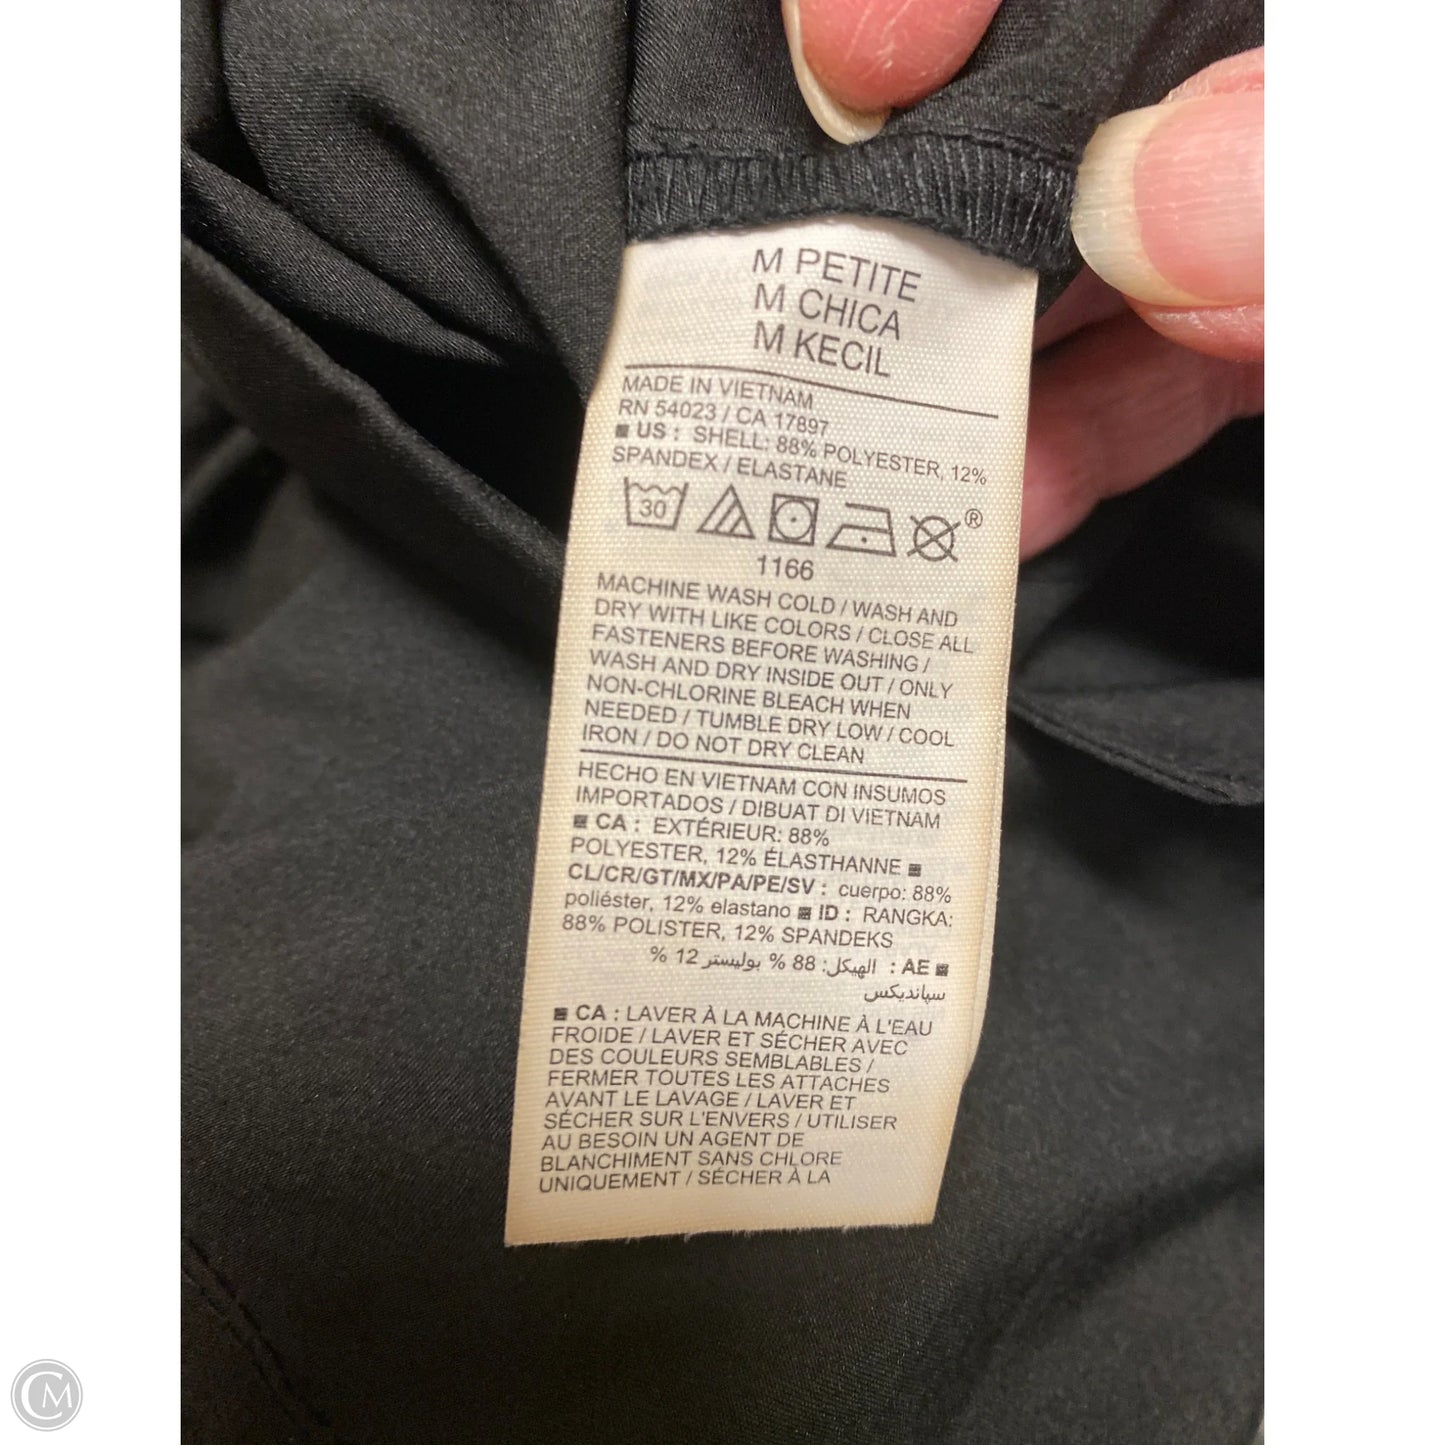 M PETITE
M CHICA
M KECIL
MADE IN VIETNAM
RN 54023 / CA 17897
US : SHELL: 88% POLYESTER, 12%
SPANDEX / ELASTANE
30
®
1166
MACHINE WASH COLD / WASH AND
DRY WITH LIKE COLORS / CLOSE ALL
FASTENERS BEFORE WASHING /
WASH AND DRY INSIDE OUT / ONLY
NON-CHLORINE BLEACH WHEN
NEEDED / TUMBLE DRY LOW / COOL
IRON / DO NOT DRY CLEAN
HECHO EN VIETNAM CON INSUMOS
IMPORTADOS / DIBUAT DI VIETNAM
CA : EXTÉRIEUR: 88%
POLYESTER, 12% ÉLASTHANNE
CL/CR/GT/MX/PA/PE/SV : cuerpo: 88%
poliéster, 12% elastano ID : RANGKA:
88% POLISTER, 12% SPANDEKS
AE : الهيكل: 88 % بوليستر 12 %
سپانديكس
CA : LAVER À LA MACHINE À L'EAU
FROIDE / LAVER ET SÉCHER AVEC
DES COULEURS SEMBLABLES /
FERMER TOUTES LES ATTACHES
AVANT LE LAVAGE / LAVER ET
SÉCHER SUR L'ENVERS / UTILISER
AU BESOIN UN AGENT DE
BLANCHIMENT SANS CHLORE
UNIQUEMENT / SÉCHER À LA
CM